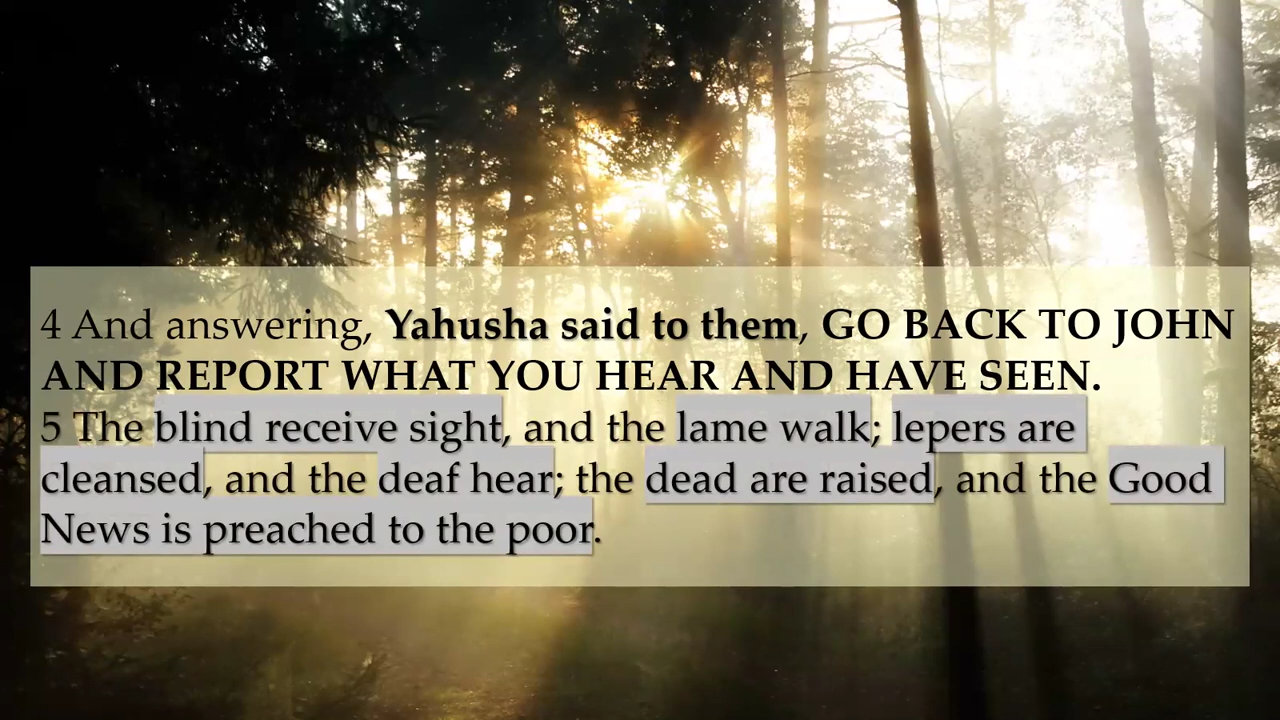 4 And answering, Yahusha said to them, GO BACK TO JOHN
AND REPORT WHAT YOU HEAR AND HAVE SEEN.
5 The blind receive sight, and the lame walk; lepers are
cleansed, and the deaf hear; the dead are raised, and the Good
News is preached to the poor.